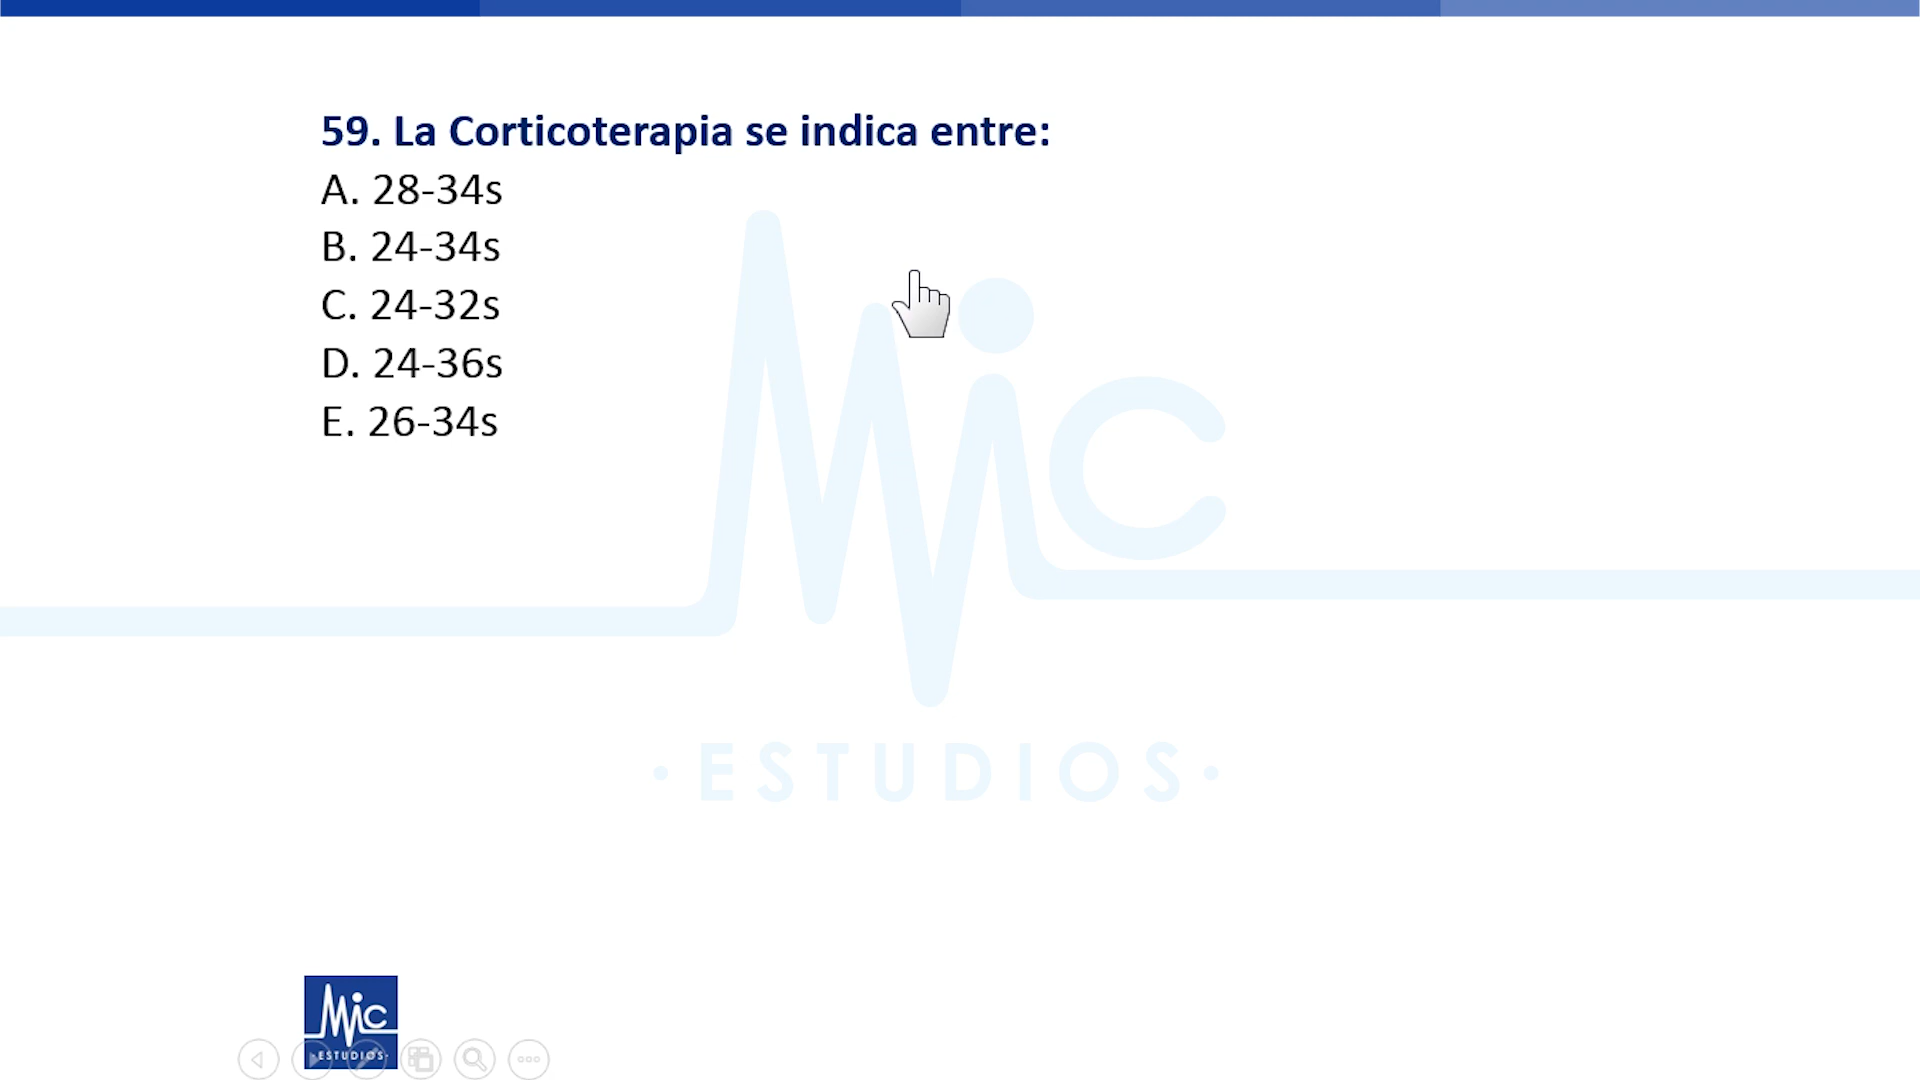 59. La Corticoterapia se indica entre:
A. 28-34s
B. 24-34s
C. 24-32s
D. 24-36s
E. 26-34s
Mic
· ESTUDIOS ·
Mic
·ESTUDIOS·